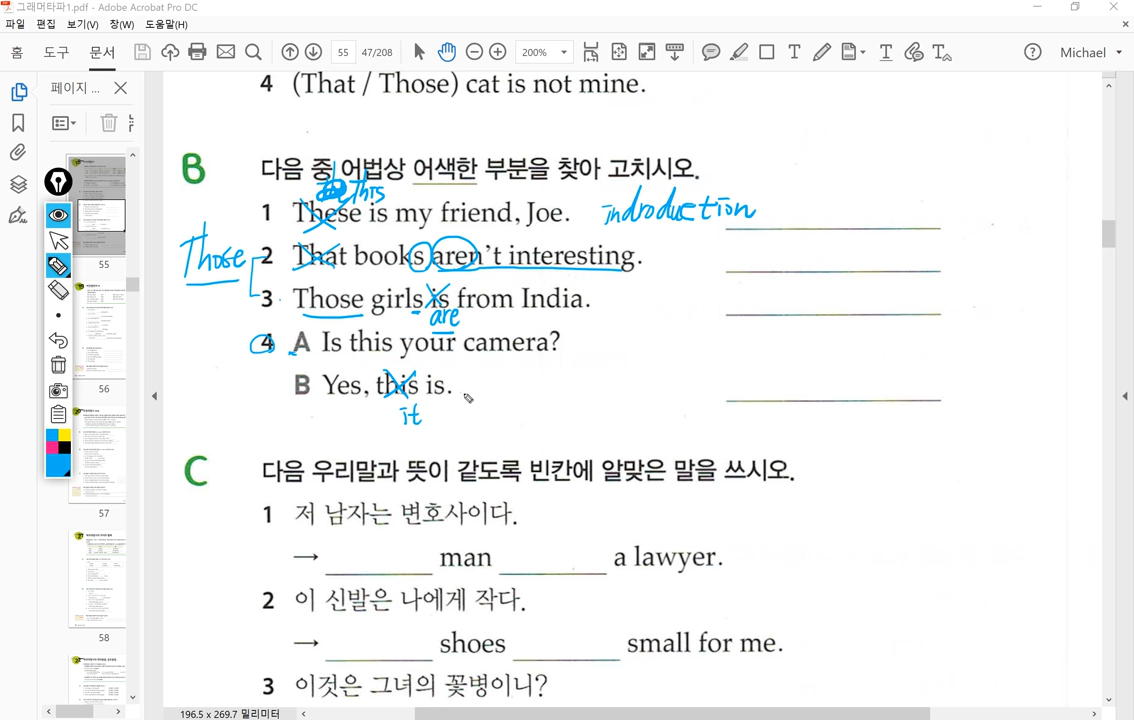 그래머타파1.pdf - Adobe Acrobat Pro DC
파일 편집 보기(V) 창(W) 도움말(H)
홈 도구 문서 55 47/208 200% Michael
페이지 ...
55
56
57
58
4 (That / Those) cat is not mine.
B 다음 중 어법상 어색한 부분을 찾아 고치시오.
This
1 These is my friend, Joe. indroduction
Those
2 That books aren't interesting.
3 Those girls is from India.
are
4 A Is this your camera?
B Yes, this is.
it
C 다음 우리말과 뜻이 같도록 빈칸에 알맞은 말을 쓰시오.
1 저 남자는 변호사이다.
→ ________ man ________ a lawyer.
2 이 신발은 나에게 작다.
→ ________ shoes ________ small for me.
3 이것은 그녀의 꽃병이니?
196.5 x 269.7 밀리미터